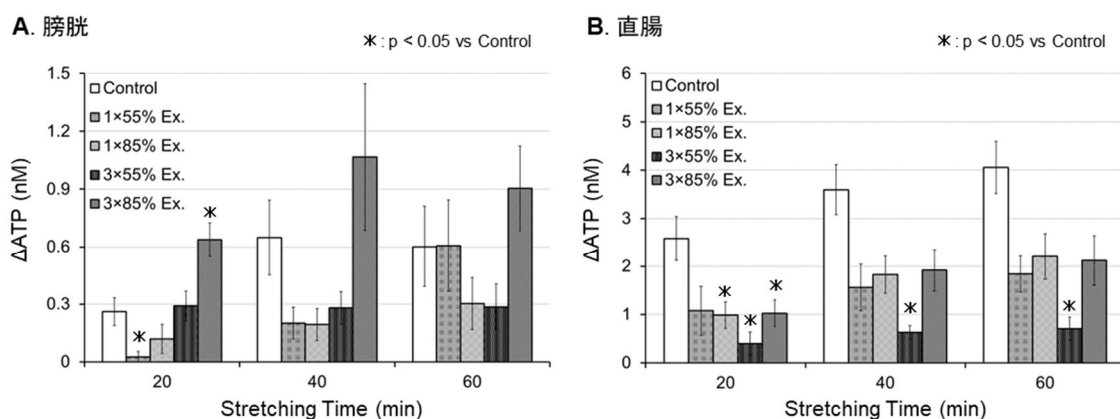 A. 膀胱
* : p < 0.05 vs Control
1.5
1.2
0.9
0.6
0.3
0
ΔATP (nM)
Control
1×55% Ex.
1×85% Ex.
3×55% Ex.
3×85% Ex.
*
*
20
40
60
Stretching Time (min)
B. 直腸
* : p < 0.05 vs Control
6
5
4
3
2
1
0
ΔATP (nM)
Control
1×55% Ex.
1×85% Ex.
3×55% Ex.
3×85% Ex.
*
*
*
*
*
20
40
60
Stretching Time (min)